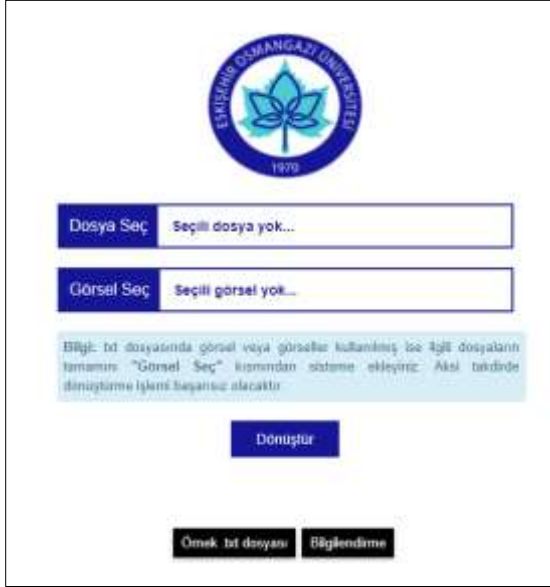 ESKİŞEHİR OSMANGAZİ ÜNİVERSİTESİ
1970
Dosya Seç Seçili dosya yok...
Görsel Seç Seçili görsel yok...
Bilgi: txt dosyasında görsel veya görseller kullanılmış ise ilgili dosyaların
tamamını "Görsel Seç" kısmından sisteme ekleyiniz. Aksi takdirde
dönüştürme işlemi başarısız olacaktır.
Dönüştür
Örnek .txt dosyası Bilgilendirme